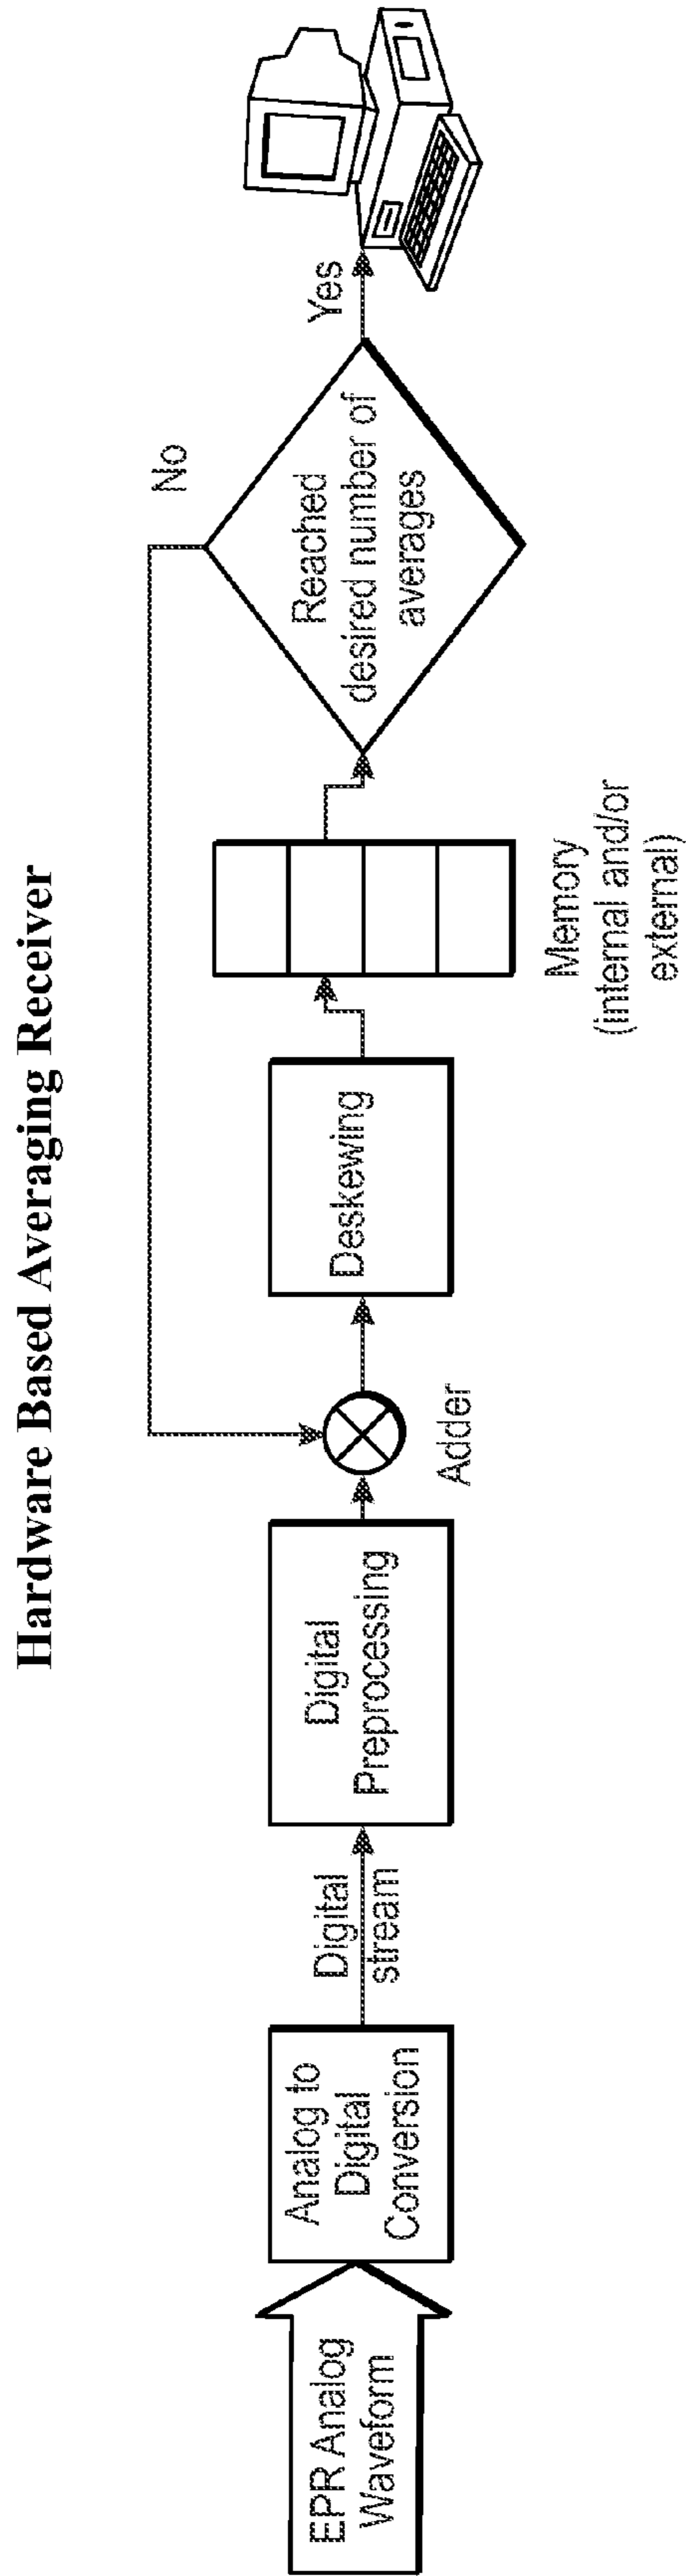 Hardware Based Averaging Receiver
EPR Analog
Waveform
Analog to
Digital
Conversion
Digital
stream
Digital
Preprocessing
Adder
Deskewing
Memory
(internal and/or
external)
Reached
desired number of
averages
No
Yes